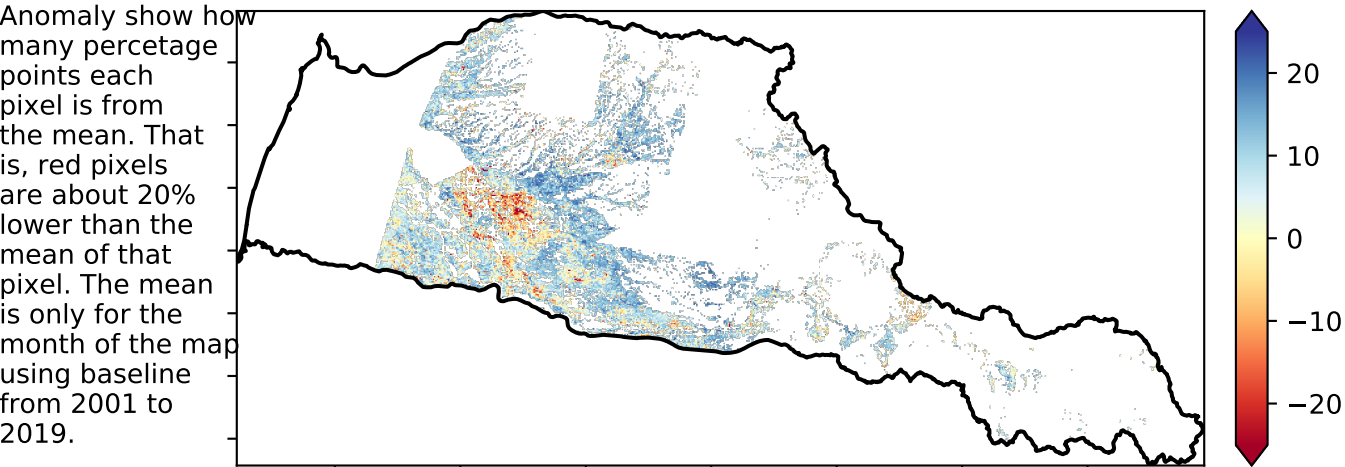 Anomaly show how
many percetage
points each
pixel is from
the mean. That
is, red pixels
are about 20%
lower than the
mean of that
pixel. The mean
is only for the
month of the map
using baseline
from 2001 to
2019.
20
10
0
−10
−20